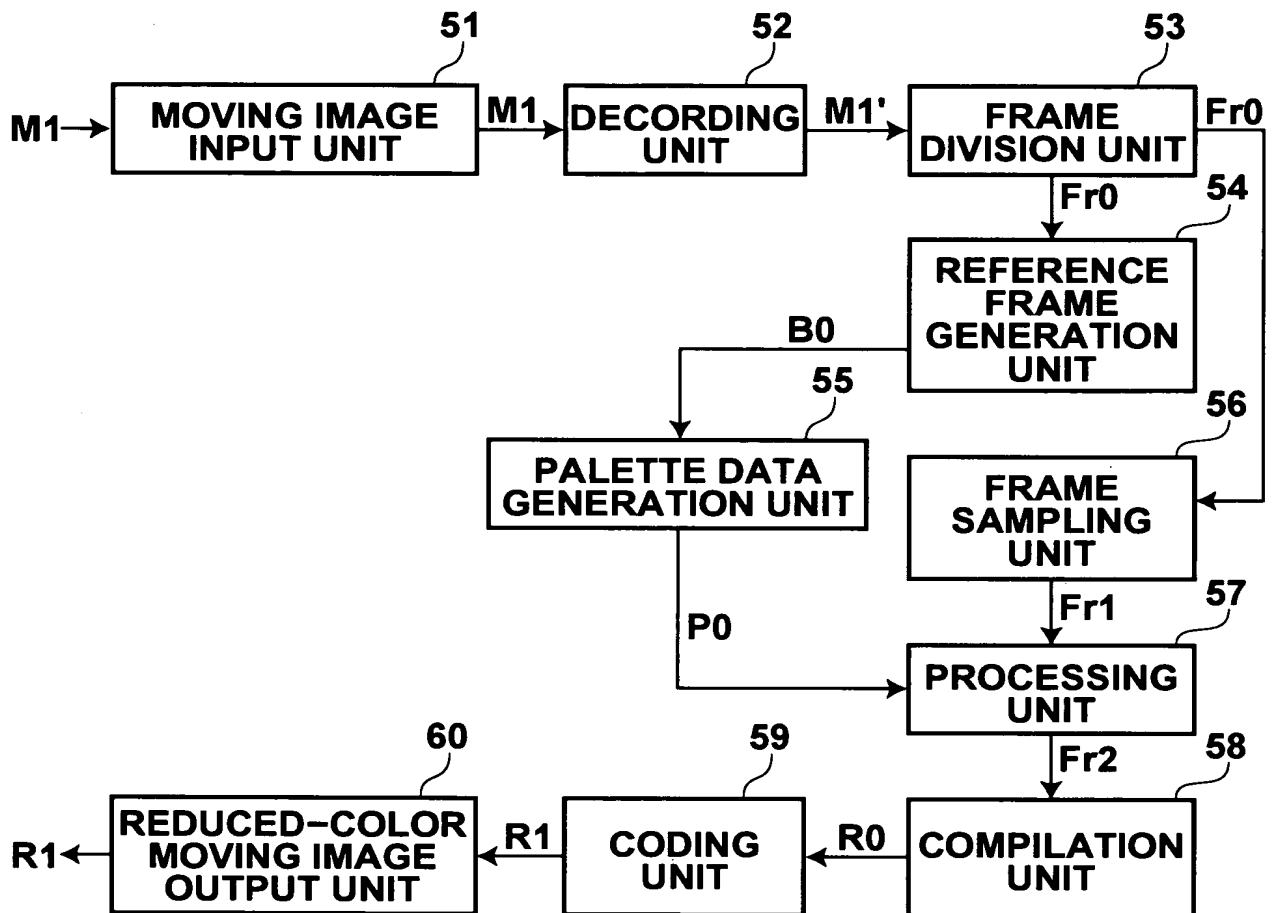 51
52
53
M1
MOVING IMAGE
INPUT UNIT
M1
DECORDING
UNIT
M1'
FRAME
DIVISION UNIT
Fr0
Fr0
54
REFERENCE
FRAME
GENERATION
UNIT
B0
55
PALETTE DATA
GENERATION UNIT
56
FRAME
SAMPLING
UNIT
Fr1
P0
57
PROCESSING
UNIT
Fr2
60
59
58
R1
REDUCED-COLOR
MOVING IMAGE
OUTPUT UNIT
R1
CODING
UNIT
R0
COMPILATION
UNIT